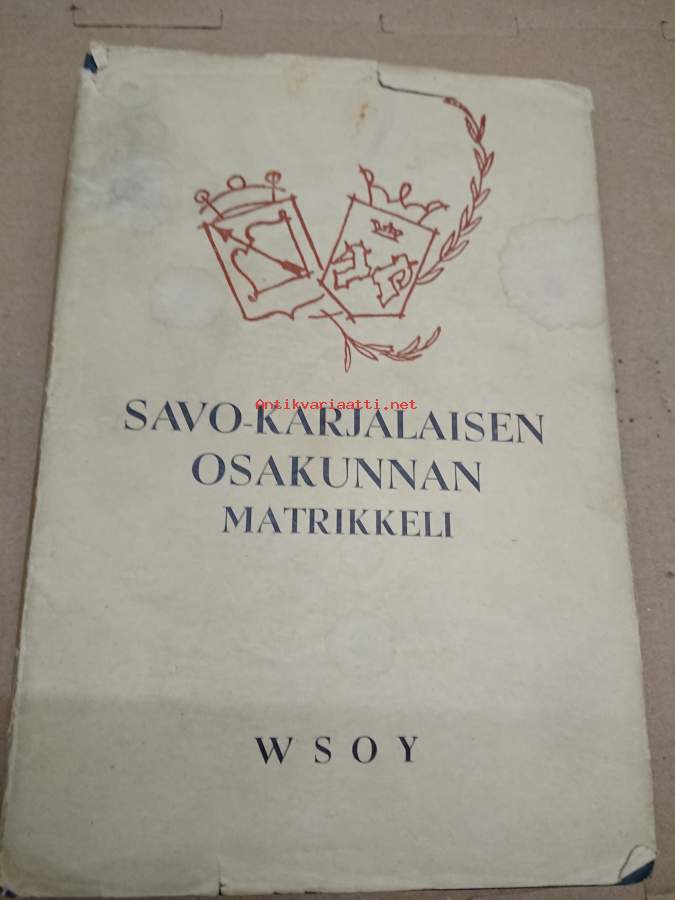 Antikvariaatti.net
SAVO-KARJALAISEN
OSAKUNNAN
MATRIKKELI
WSOY